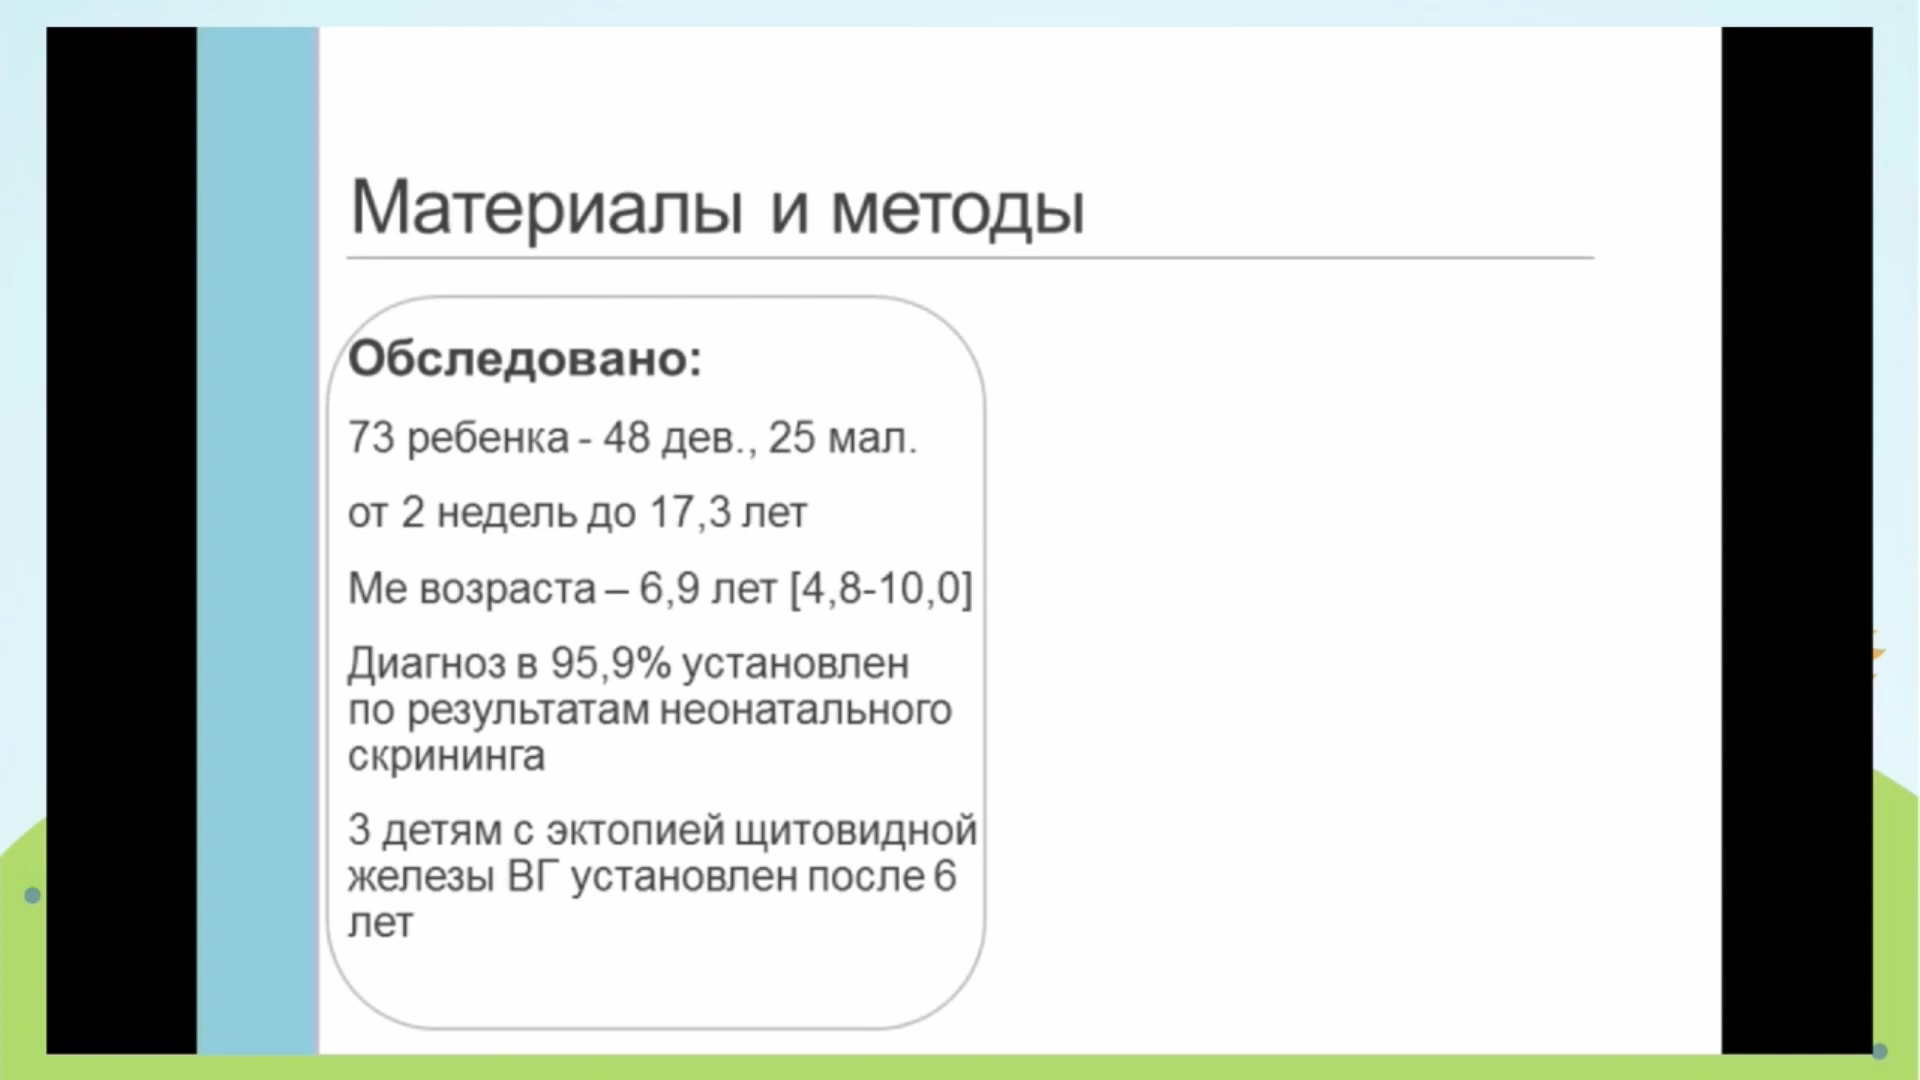 Материалы и методы
Обследовано:
73 ребенка - 48 дев., 25 мал.
от 2 недель до 17,3 лет
Ме возраста – 6,9 лет [4,8-10,0]
Диагноз в 95,9% установлен
по результатам неонатального
скрининга
3 детям с эктопией щитовидной
железы ВГ установлен после 6
лет